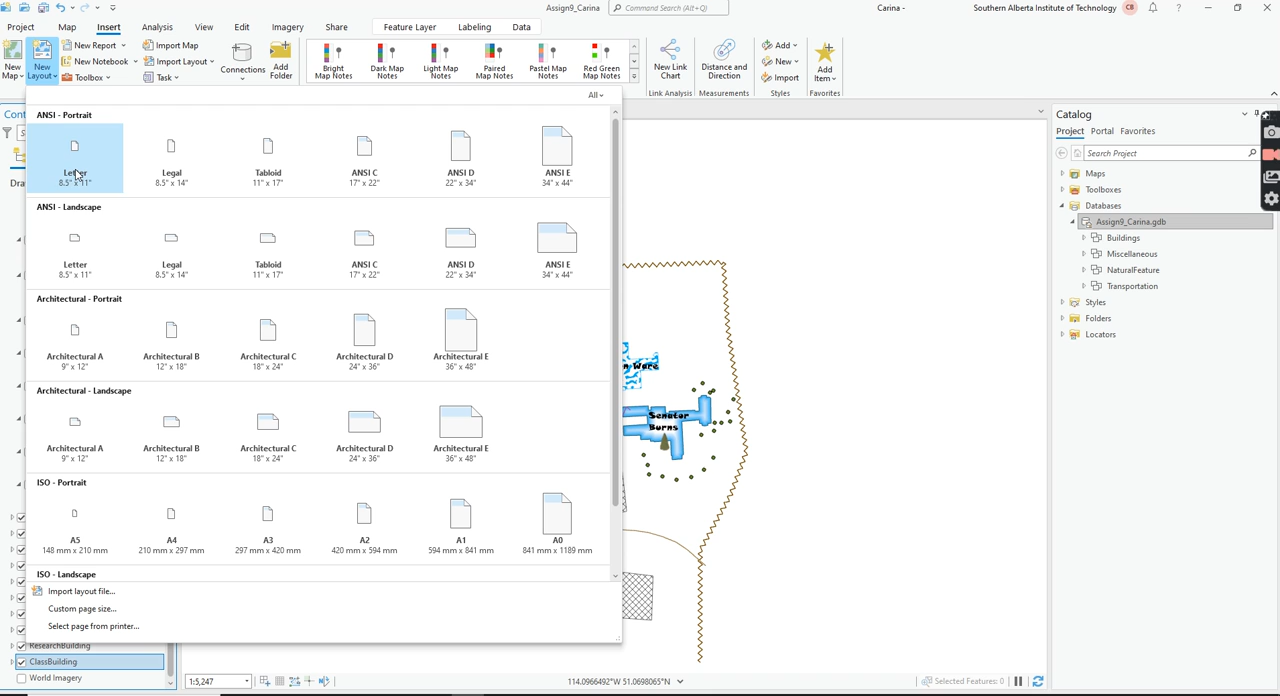 Assign9_Carina
Command Search (Alt+Q)
Carina -
Southern Alberta Institute of Technology
CB
?
Project Map Insert Analysis View Edit Imagery Share Feature Layer Labeling Data
New Map
New Layout
New Report
New Notebook
Toolbox
Import Map
Import Layout
Task
Connections
Add Folder
Bright Map Notes
Dark Map Notes
Light Map Notes
Paired Map Notes
Pastel Map Notes
Red Green Map Notes
New Link Chart
Link Analysis
Distance and Direction
Measurements
Add
New
Import
Styles
Add Item
Favorites
All
ANSI - Portrait
Letter Legal Tabloid ANSI C ANSI D ANSI E
8.5" x 11" 8.5" x 14" 11" x 17" 17" x 22" 22" x 34" 34" x 44"
ANSI - Landscape
Letter Legal Tabloid ANSI C ANSI D ANSI E
8.5" x 11" 8.5" x 14" 11" x 17" 17" x 22" 22" x 34" 34" x 44"
Architectural - Portrait
Architectural A Architectural B Architectural C Architectural D Architectural E
9" x 12" 12" x 18" 18" x 24" 24" x 36" 36" x 48"
Architectural - Landscape
Architectural A Architectural B Architectural C Architectural D Architectural E
9" x 12" 12" x 18" 18" x 24" 24" x 36" 36" x 48"
ISO - Portrait
A5 A4 A3 A2 A1 A0
148 mm x 210 mm 210 mm x 297 mm 297 mm x 420 mm 420 mm x 594 mm 594 mm x 841 mm 841 mm x 1189 mm
ISO - Landscape
Import layout file...
Custom page size...
Select page from printer...
Cont
Dra
ResearchBuilding
ClassBuilding
World Imagery
n Ware
Senator
Burns
1:5,247
114.0966492°W 51.0698065°N
Selected Features: 0
Catalog
Project Portal Favorites
Search Project
Maps
Toolboxes
Databases
Assign9_Carina.gdb
Buildings
Miscellaneous
NaturalFeature
Transportation
Styles
Folders
Locators